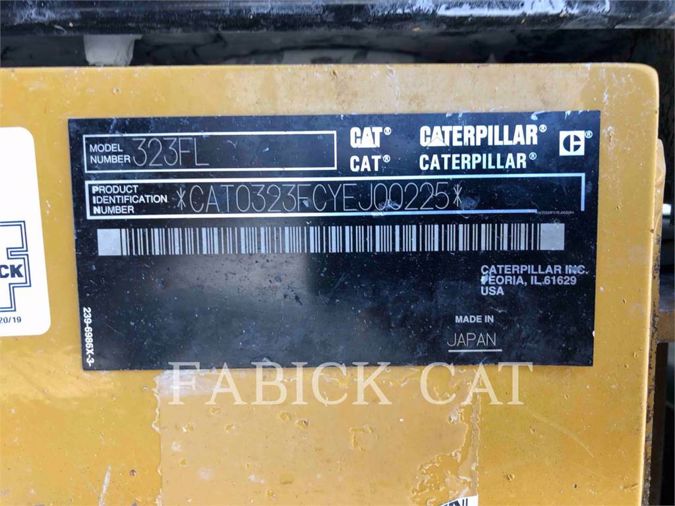 MODEL NUMBER 323FL
CAT® CATERPILLAR® C®
CAT® CATERPILLAR®
PRODUCT IDENTIFICATION NUMBER *CAT0323FCYEJ00225*
CATERPILLAR INC.
PEORIA, IL 61629
USA
MADE IN
JAPAN
239-6986X-3
ICK
20/19
FABICK CAT